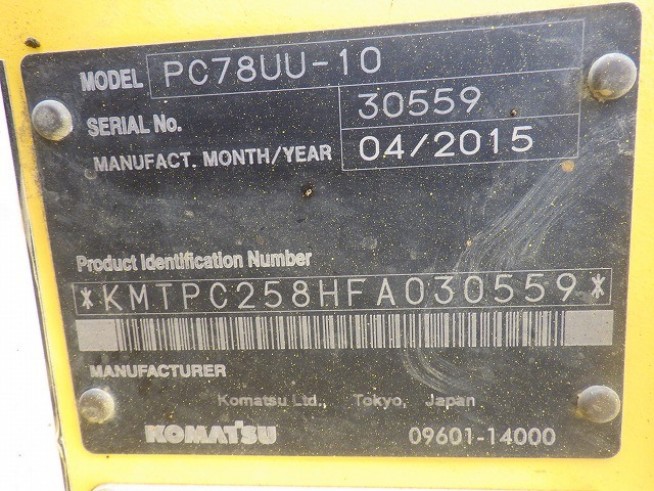 MODEL PC78UU-10
SERIAL No. 30559
MANUFACT. MONTH/YEAR 04/2015
Product Identification Number
*KMTPC258HFA030559*
MANUFACTURER
Komatsu Ltd., Tokyo, Japan
KOMATSU 09601-14000